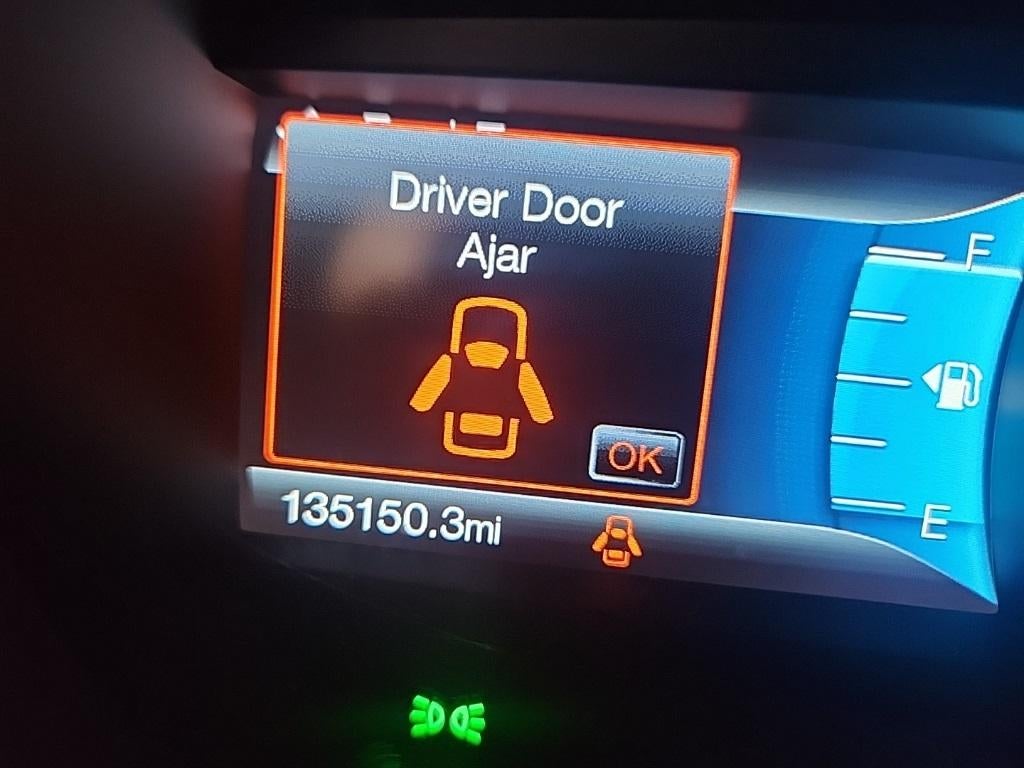 Driver Door
Ajar
OK
135150.3mi
F
E